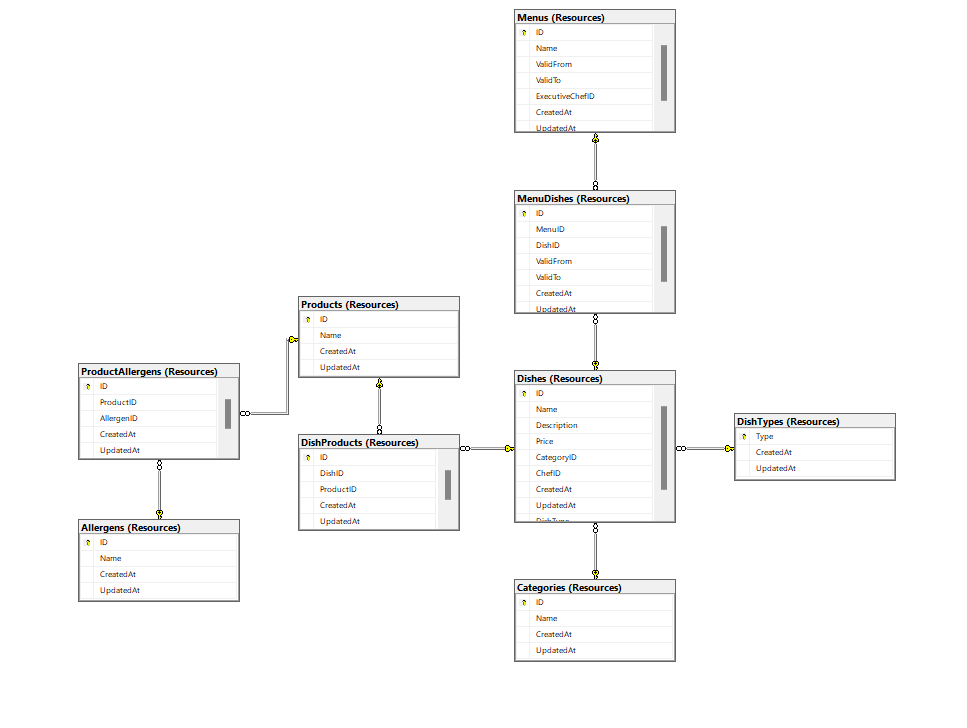 Menus (Resources)
ID
Name
ValidFrom
ValidTo
ExecutiveChefID
CreatedAt
UpdatedAt
MenuDishes (Resources)
ID
MenuID
DishID
ValidFrom
ValidTo
CreatedAt
UpdatedAt
Products (Resources)
ID
Name
CreatedAt
UpdatedAt
ProductAllergens (Resources)
ID
ProductID
AllergenID
CreatedAt
UpdatedAt
Dishes (Resources)
ID
Name
Description
Price
CategoryID
ChefID
CreatedAt
UpdatedAt
DishType
DishTypes (Resources)
Type
CreatedAt
UpdatedAt
DishProducts (Resources)
ID
DishID
ProductID
CreatedAt
UpdatedAt
Allergens (Resources)
ID
Name
CreatedAt
UpdatedAt
Categories (Resources)
ID
Name
CreatedAt
UpdatedAt